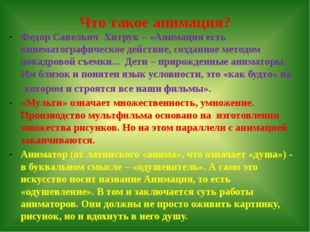 Что такое анимация?
- Федор Савельич Хитрук – «Анимация есть
кинематографическое действие, созданное методом
покадровой съемки... Дети – прирожденные аниматоры.
Им близок и понятен язык условности, это «как будто» на
котором и строятся все наши фильмы».
- «Мульти» означает множественность, умножение.
Производство мультфильма основано на изготовлении
множества рисунков. Но на этом параллели с анимацией
заканчиваются.
- Аниматор (от латинского «анима», что означает «душа») -
в буквальном смысле – «одушевитель». А само это
искусство носит название Анимация, то есть
«одушевление». В том и заключается суть работы
аниматоров. Они должны не просто оживить картинку,
рисунок, но и вдохнуть в него душу.